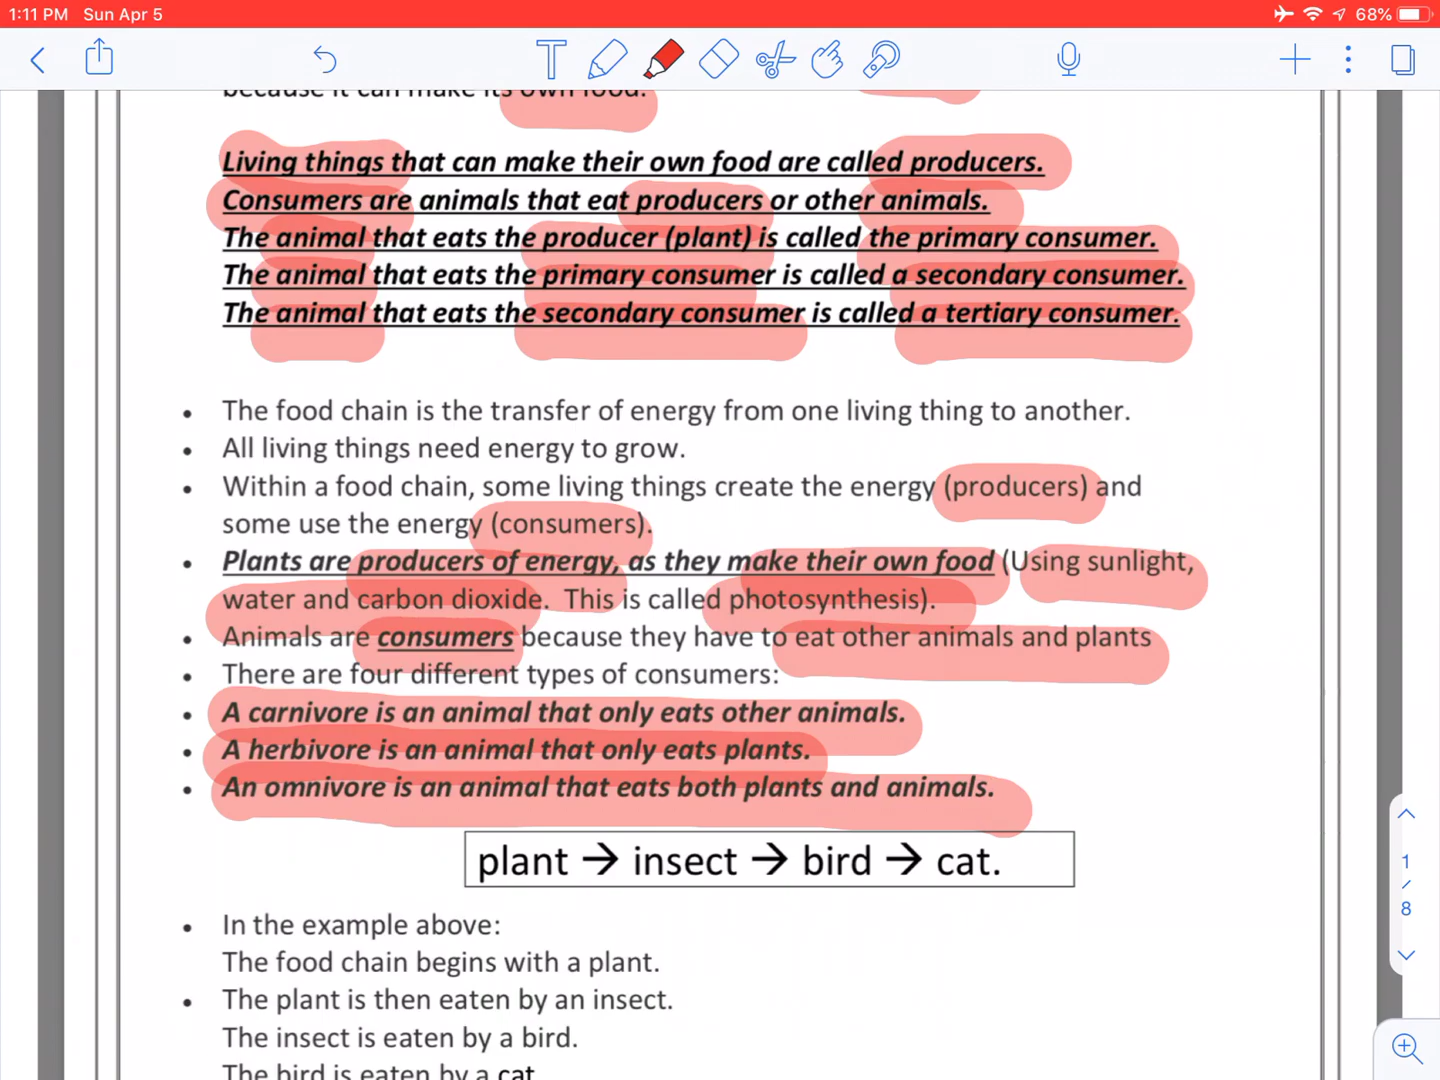 1:11 PM Sun Apr 5 68%
because it can make its own food.
Living things that can make their own food are called producers.
Consumers are animals that eat producers or other animals.
The animal that eats the producer (plant) is called the primary consumer.
The animal that eats the primary consumer is called a secondary consumer.
The animal that eats the secondary consumer is called a tertiary consumer.
• The food chain is the transfer of energy from one living thing to another.
• All living things need energy to grow.
• Within a food chain, some living things create the energy (producers) and
some use the energy (consumers).
• Plants are producers of energy, as they make their own food (Using sunlight,
water and carbon dioxide. This is called photosynthesis).
• Animals are consumers because they have to eat other animals and plants
• There are four different types of consumers:
• A carnivore is an animal that only eats other animals.
• A herbivore is an animal that only eats plants.
• An omnivore is an animal that eats both plants and animals.
plant → insect → bird → cat.
• In the example above:
The food chain begins with a plant.
• The plant is then eaten by an insect.
The insect is eaten by a bird.
The bird is eaten by a cat
1
/
8